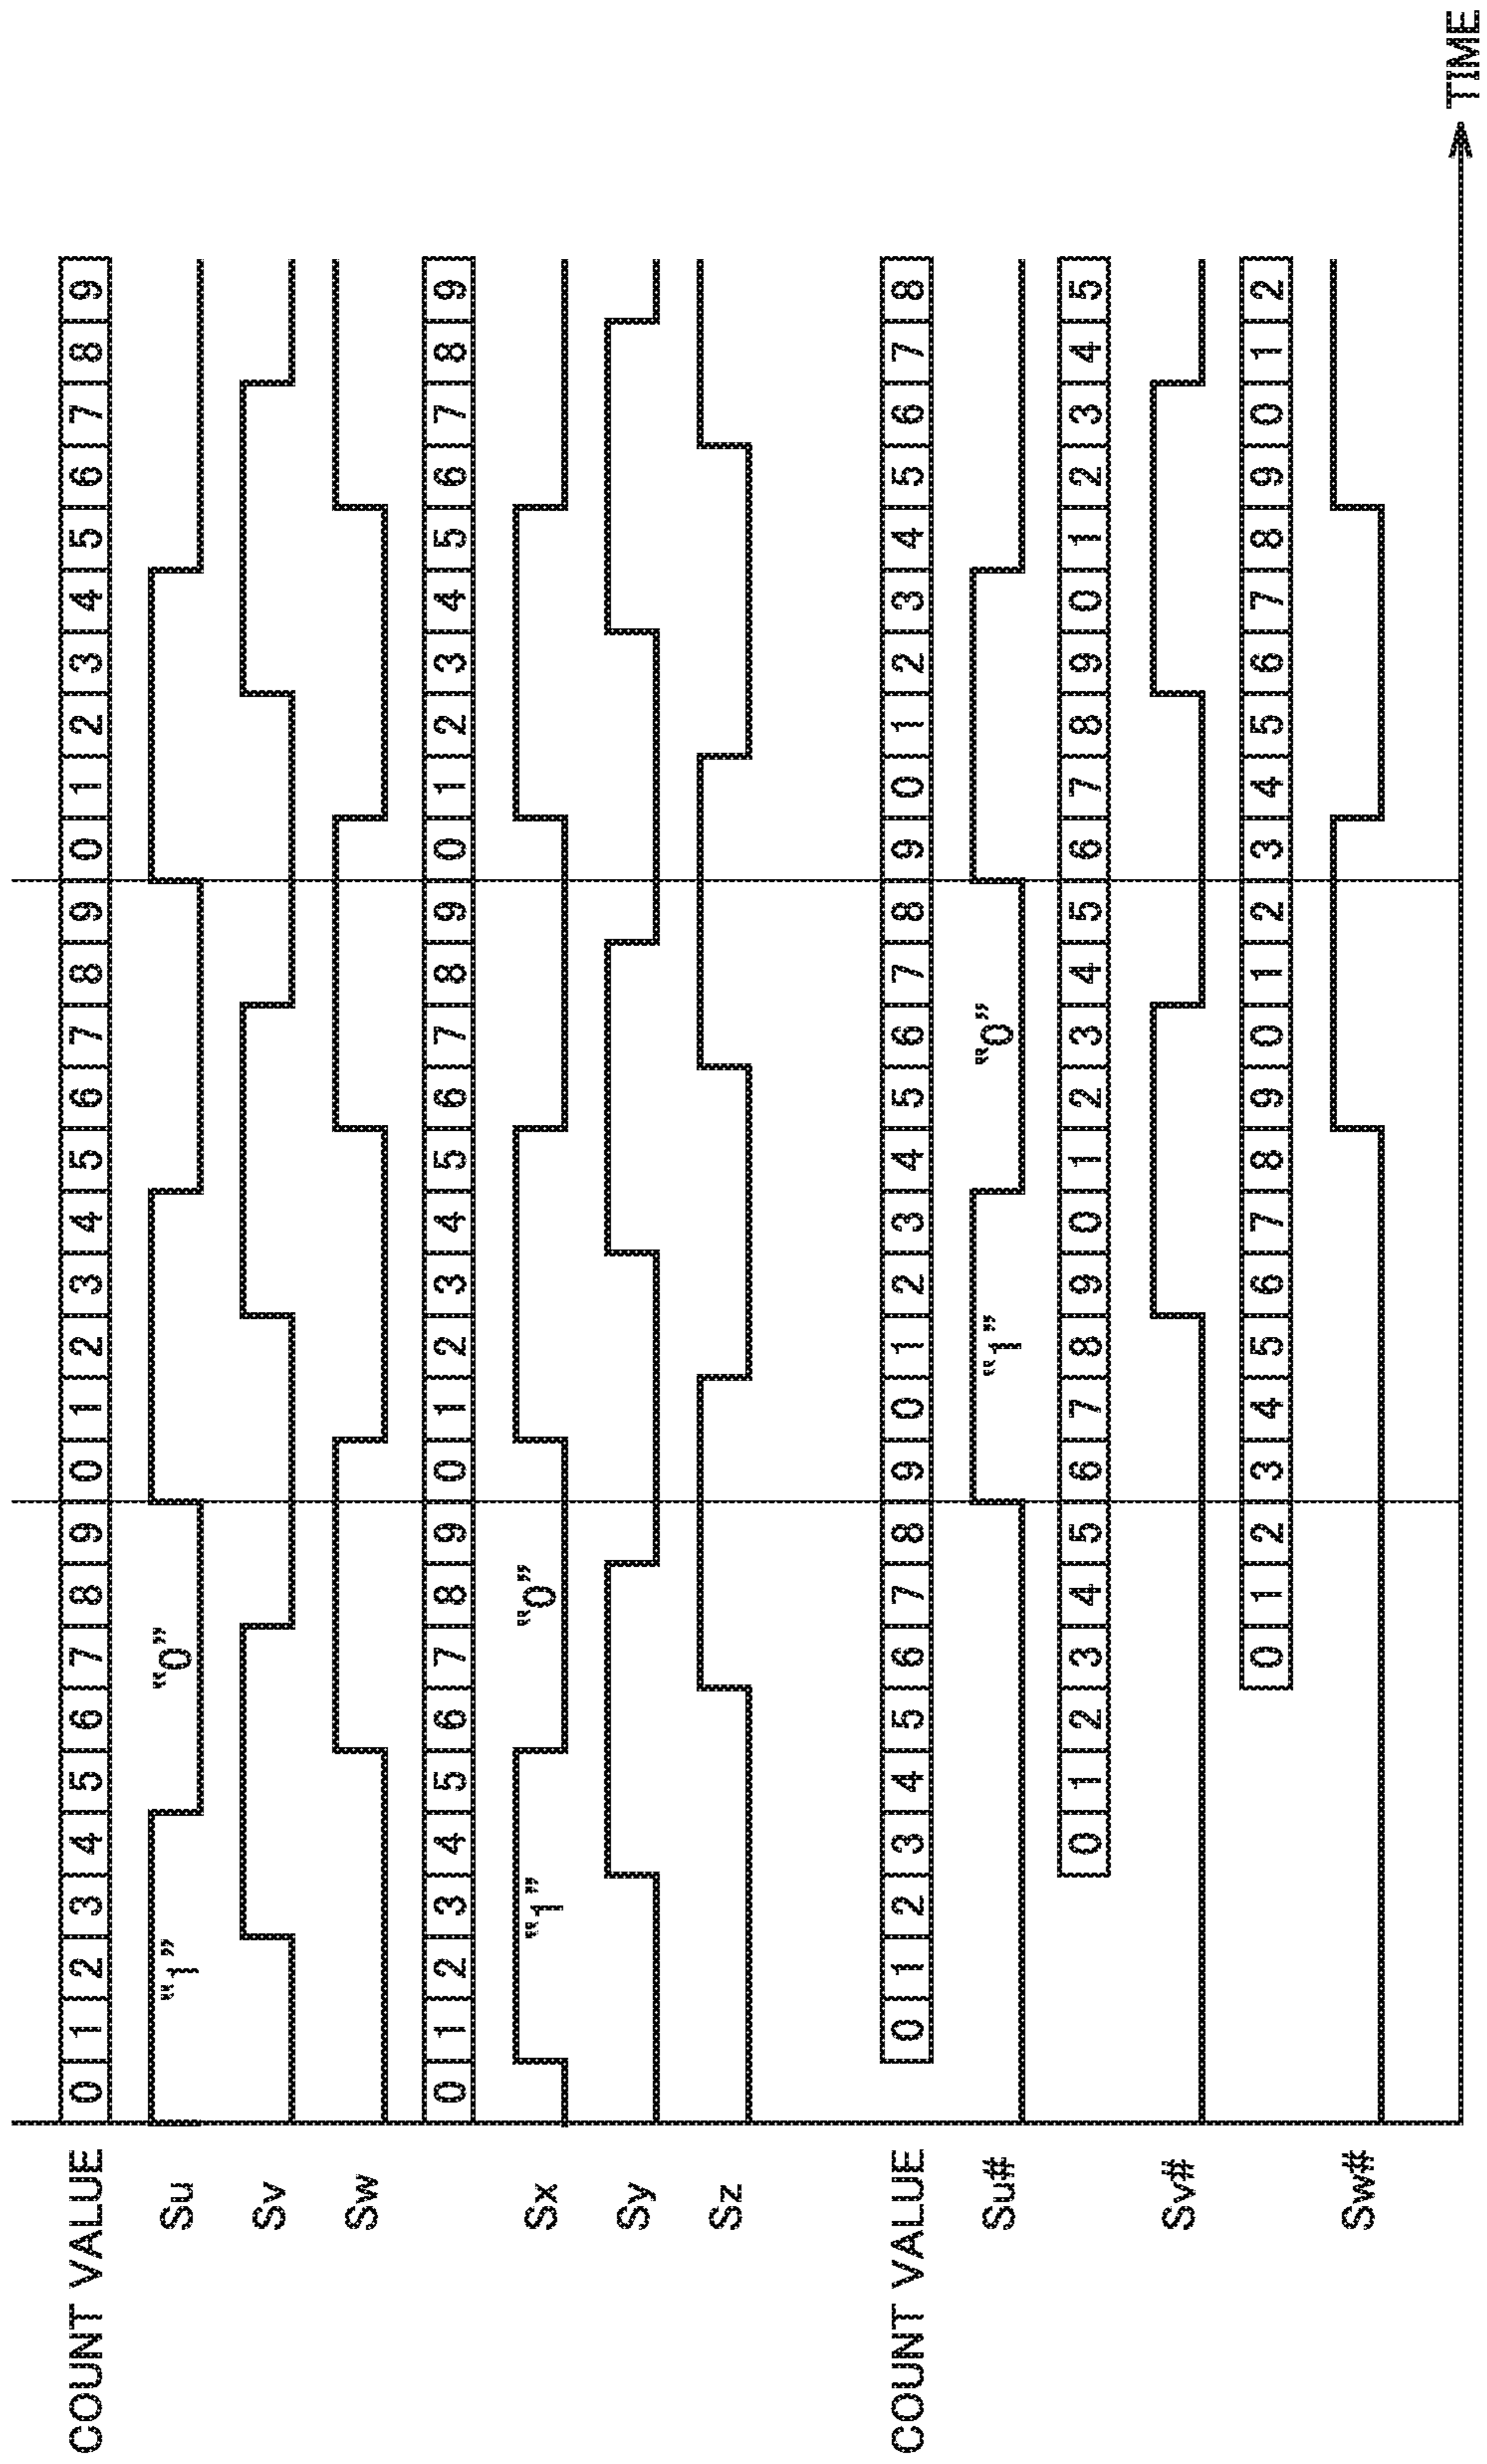 COUNT VALUE 0 1 2 3 4 5 6 7 8 9 0 1 2 3 4 5 6 7 8 9 0 1 2 3 4 5 6 7 8 9
Su “1” “0”
Sv
Sw
0 1 2 3 4 5 6 7 8 9 0 1 2 3 4 5 6 7 8 9 0 1 2 3 4 5 6 7 8 9
Sx “1” “0”
Sy
Sz
COUNT VALUE 0 1 2 3 4 5 6 7 8 9 0 1 2 3 4 5 6 7 8 9 0 1 2 3 4 5 6 7 8
Su# “1” “0”
0 1 2 3 4 5 6 7 8 9 0 1 2 3 4 5 6 7 8 9 0 1 2 3 4 5
Sv#
0 1 2 3 4 5 6 7 8 9 0 1 2 3 4 5 6 7 8 9 0 1 2
Sw#
TIME